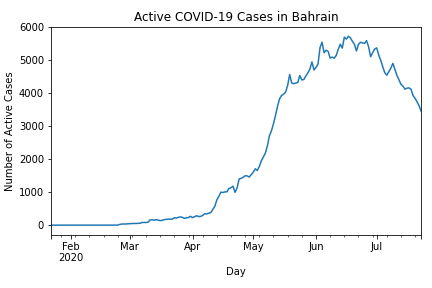 Active COVID-19 Cases in Bahrain
Number of Active Cases
6000
5000
4000
3000
2000
1000
0
Feb Mar Apr May Jun Jul
2020
Day